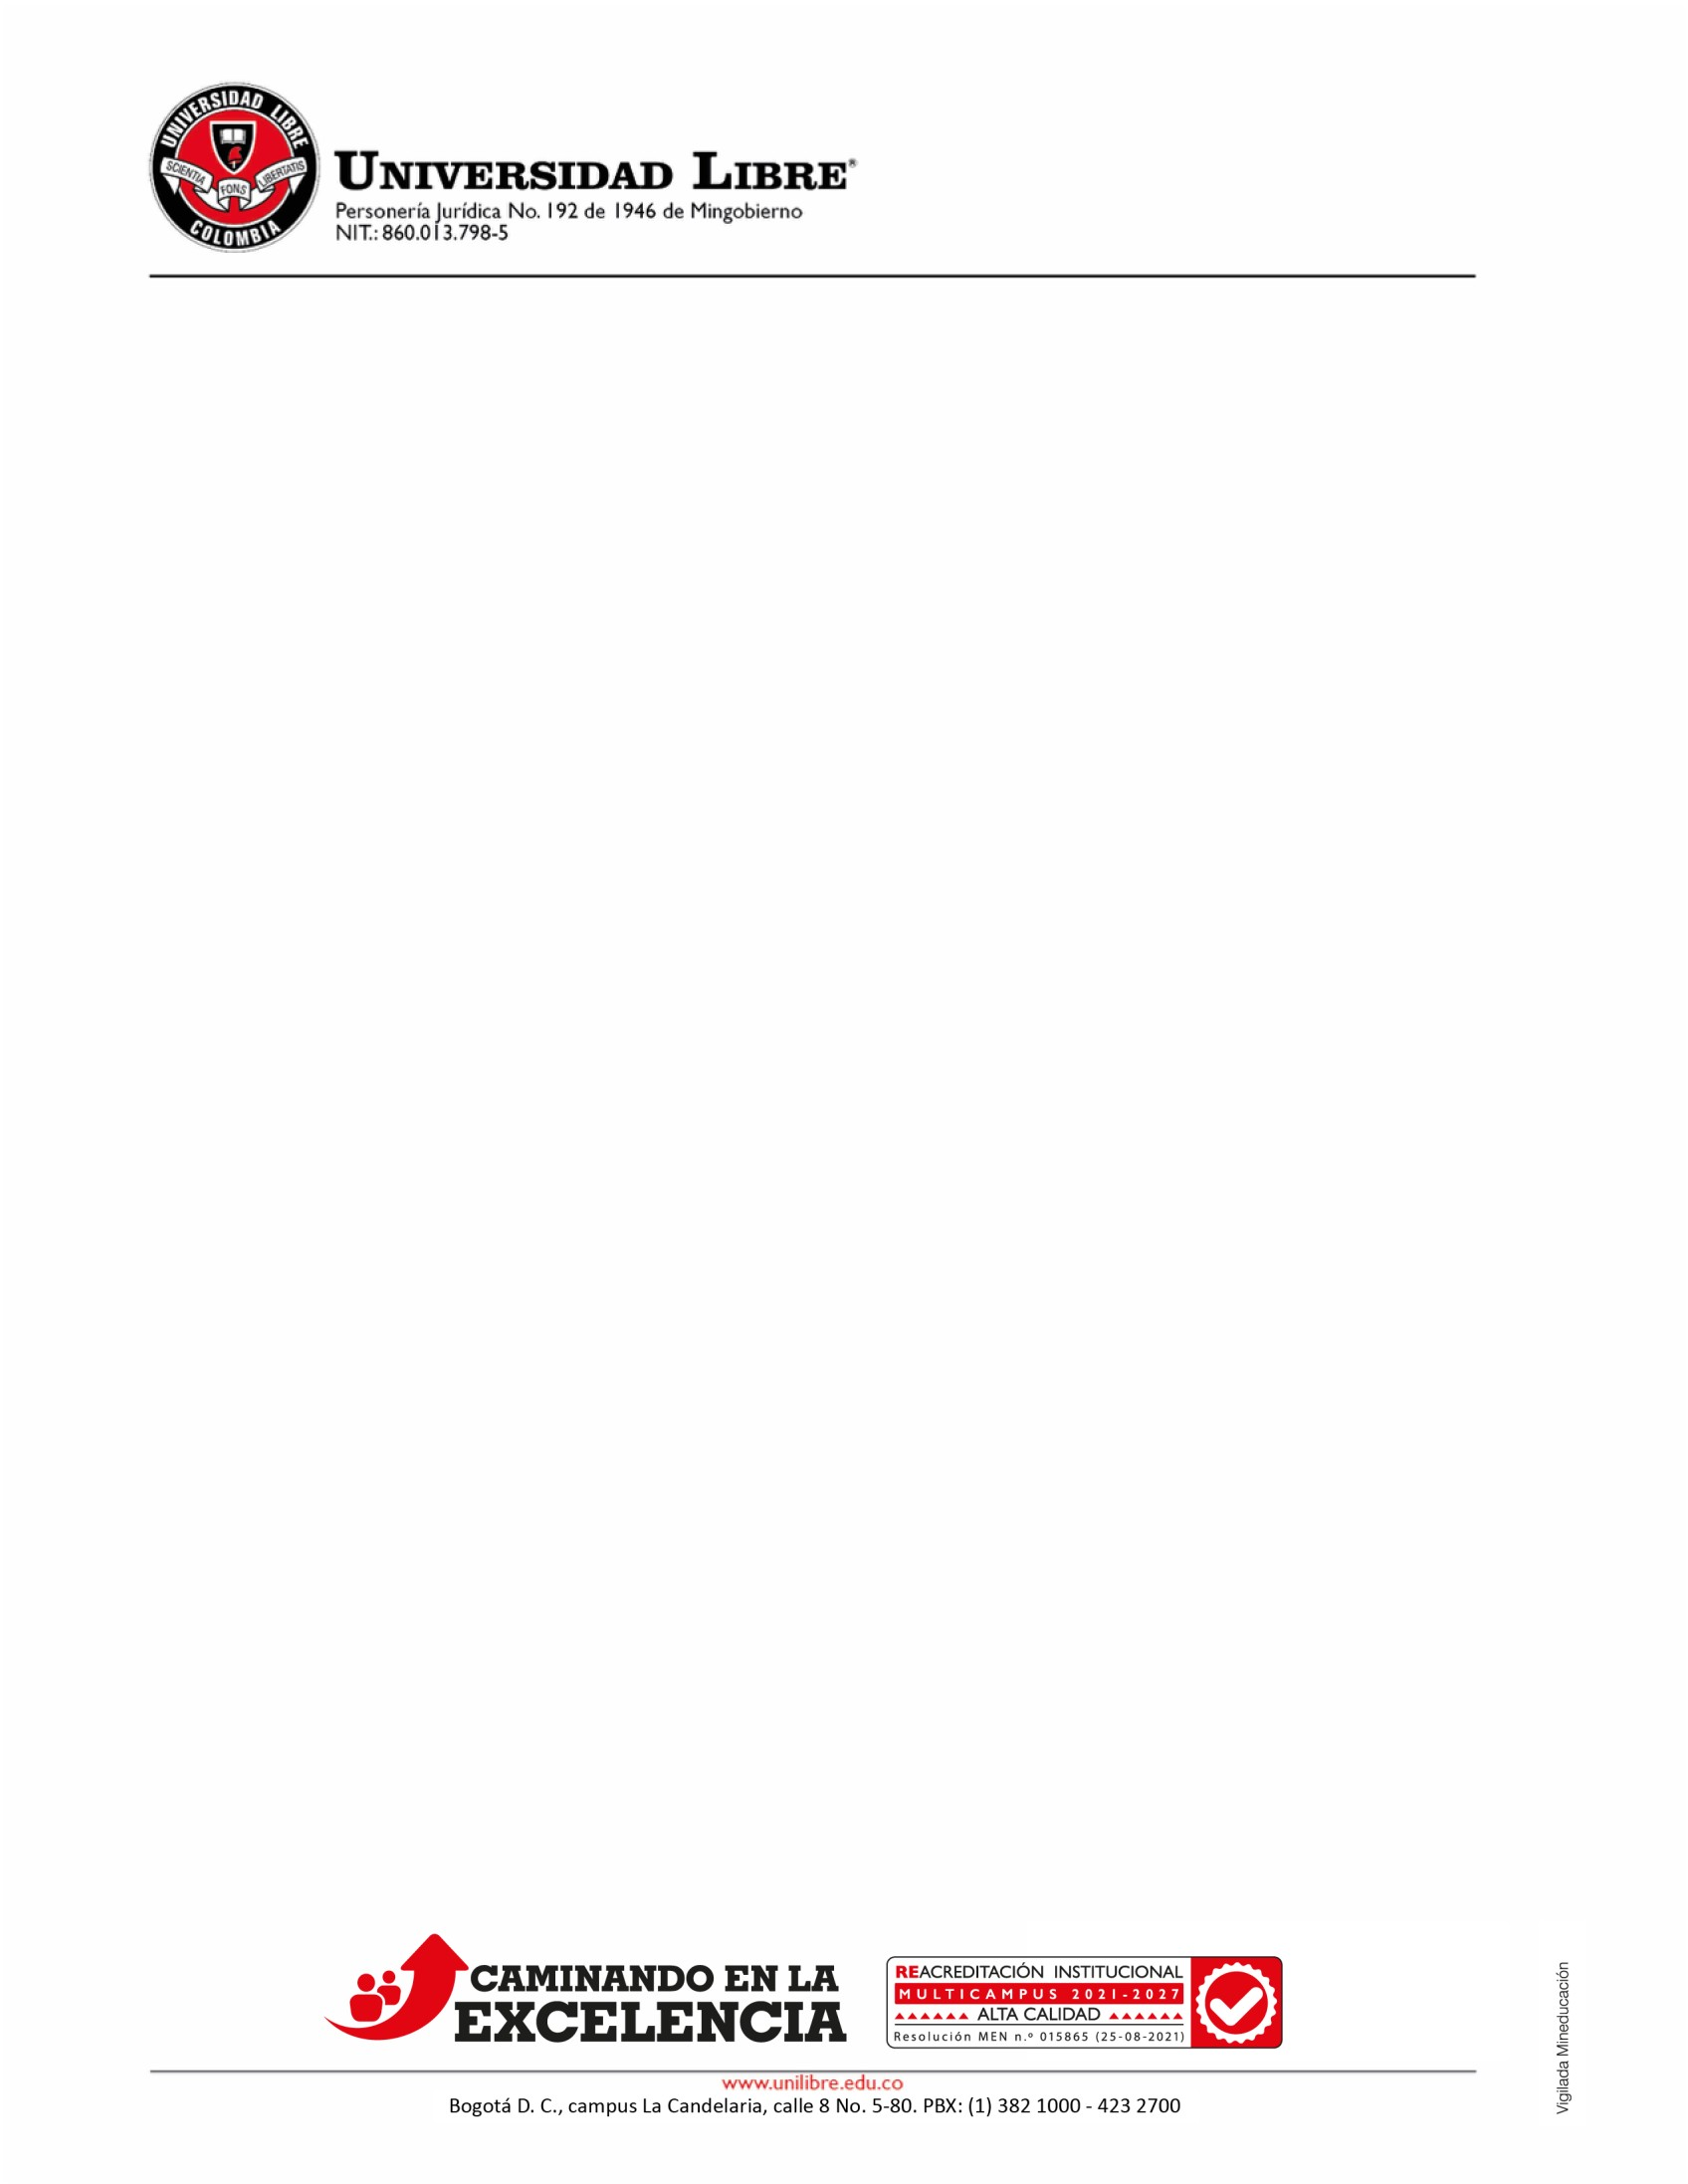 UNIVERSIDAD LIBRE
SCIENTIA
FONS
LIBERTATIS
COLOMBIA
UNIVERSIDAD LIBRE®
Personería Jurídica No. 192 de 1946 de Mingobierno
NIT.: 860.013.798-5
CAMINANDO EN LA
EXCELENCIA
REACREDITACIÓN INSTITUCIONAL
MULTICAMPUS 2021-2027
ALTA CALIDAD
Resolución MEN n.º 015865 (25-08-2021)
www.unilibre.edu.co
Bogotá D. C., campus La Candelaria, calle 8 No. 5-80. PBX: (1) 382 1000 - 423 2700
Vigilada Mineducación